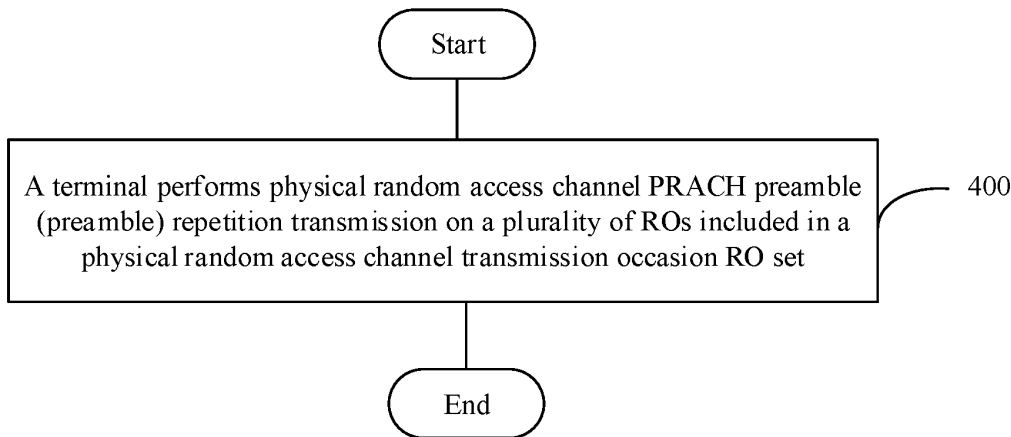 Start
A terminal performs physical random access channel PRACH preamble
(preamble) repetition transmission on a plurality of ROs included in a
physical random access channel transmission occasion RO set
400
End